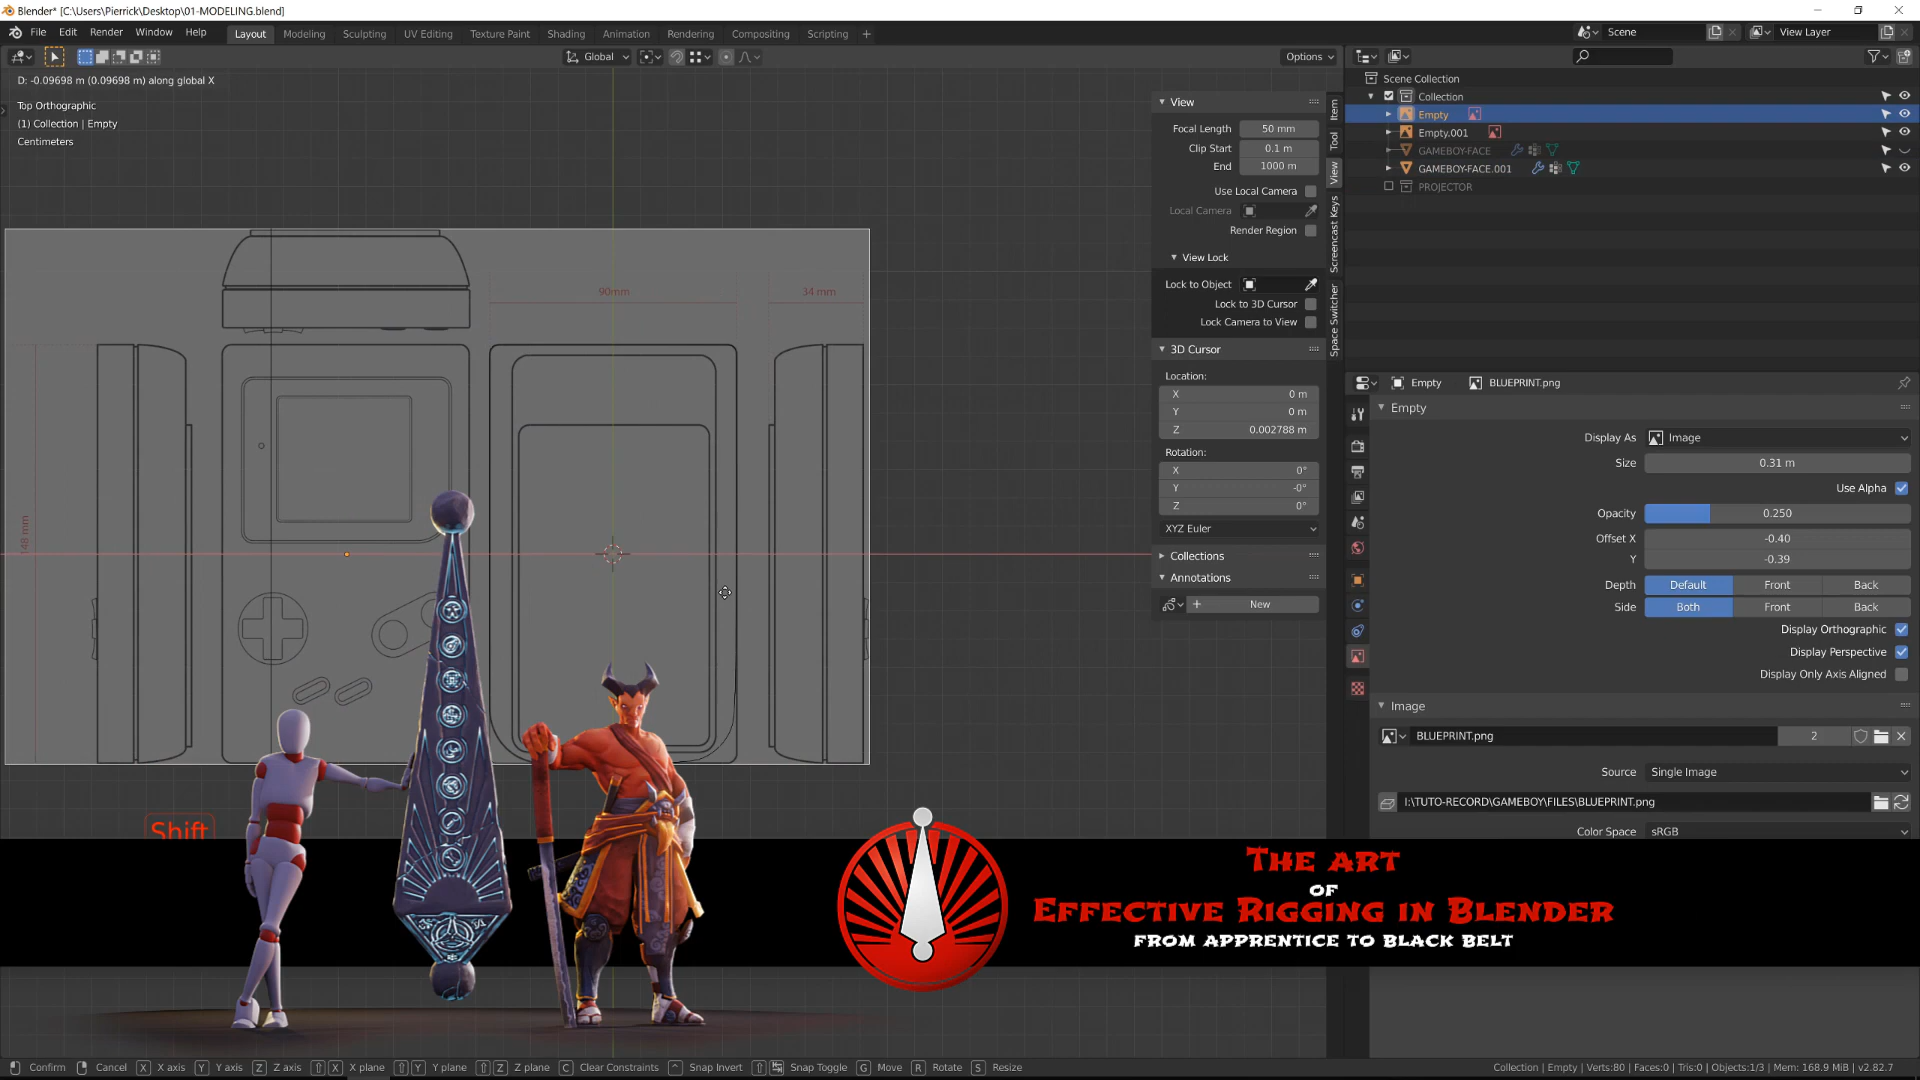 Blender* [C:\Users\Pierrick\Desktop\01-MODELING.blend]
File Edit Render Window Help
Layout Modeling Sculpting UV Editing Texture Paint Shading Animation Rendering Compositing Scripting +
Scene
View Layer
Global
Options
D: -0.09698 m (0.09698 m) along global X
Top Orthographic
(1) Collection | Empty
Centimeters
90mm
34 mm
148 mm
View
Focal Length 50 mm
Clip Start 0.1 m
End 1000 m
Use Local Camera
Local Camera
Render Region
View Lock
Lock to Object
Lock to 3D Cursor
Lock Camera to View
3D Cursor
Location:
X 0 m
Y 0 m
Z 0.002788 m
Rotation:
X 0°
Y -0°
Z 0°
XYZ Euler
Collections
Annotations
+ New
Item
Tool
View
Screencast Keys
Space Switcher
Scene Collection
Collection
Empty
Empty.001
GAMEBOY-FACE
GAMEBOY-FACE.001
PROJECTOR
Empty BLUEPRINT.png
Empty
Display As Image
Size 0.31 m
Use Alpha
Opacity 0.250
Offset X -0.40
Y -0.39
Depth Default Front Back
Side Both Front Back
Display Orthographic
Display Perspective
Display Only Axis Aligned
Image
BLUEPRINT.png 2
Source Single Image
I:\TUTO-RECORD\GAMEBOY\FILES\BLUEPRINT.png
Color Space sRGB
Shift
The Art
of
Effective Rigging in Blender
from apprentice to black belt
Confirm Cancel X X axis Y Y axis Z Z axis X X plane Y Y plane Z Z plane C Clear Constraints ^ Snap Invert Snap Toggle G Move R Rotate S Resize
Collection | Empty | Verts:80 | Faces:0 | Tris:0 | Objects:1/3 | Mem: 168.9 MiB | v2.82.7